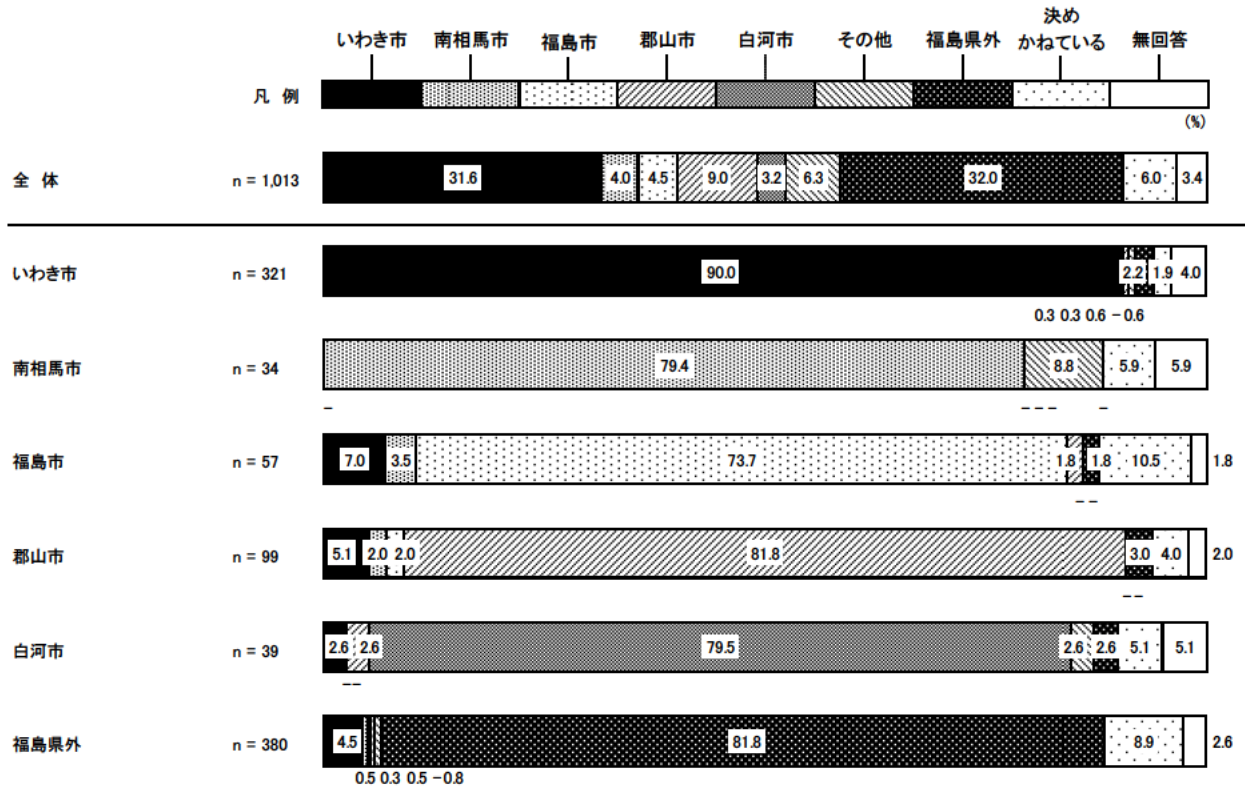 決め
いわき市 南相馬市 福島市 郡山市 白河市 その他 福島県外 かねている 無回答
凡 例
(%)
全 体 n = 1,013 31.6 4.0 4.5 9.0 3.2 6.3 32.0 6.0 3.4
いわき市 n = 321 90.0 2.2 1.9 4.0
0.3 0.3 0.6 － 0.6
南相馬市 n = 34 79.4 8.8 5.9 5.9
－ － － － －
福島市 n = 57 7.0 3.5 73.7 1.8 1.8 10.5 1.8
－ －
郡山市 n = 99 5.1 2.0 2.0 81.8 3.0 4.0 2.0
－ －
白河市 n = 39 2.6 2.6 79.5 2.6 2.6 5.1 5.1
－ －
福島県外 n = 380 4.5 81.8 8.9 2.6
0.5 0.3 0.5 － 0.8